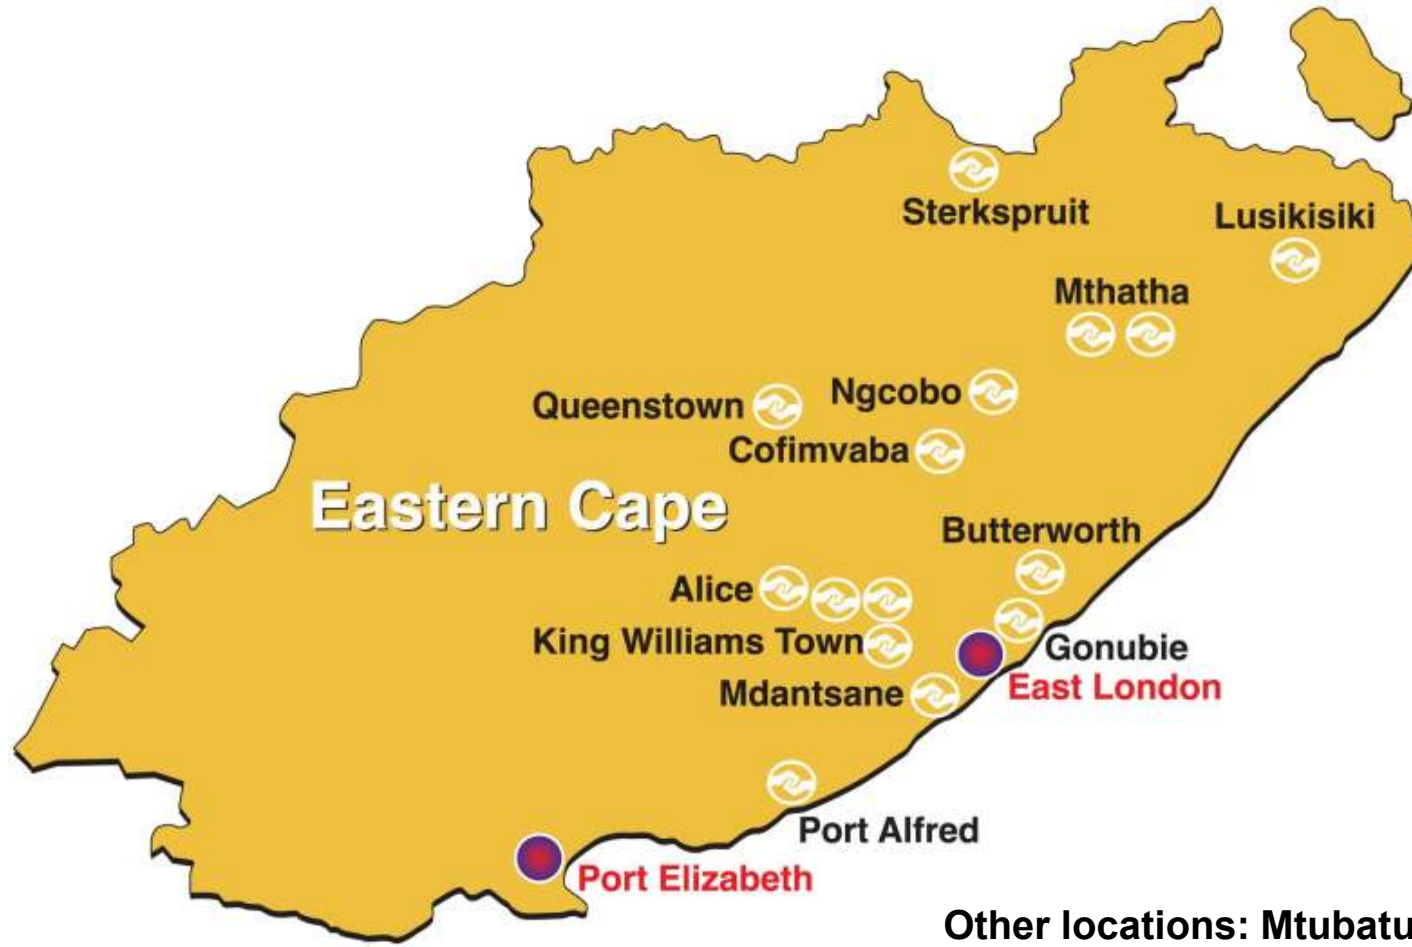 Sterkspruit
Lusikisiki
Mthatha
Ngcobo
Queenstown
Cofimvaba
Eastern Cape
Butterworth
Alice
King Williams Town
Gonubie
East London
Mdantsane
Port Alfred
Port Elizabeth
Other locations: Mtubatu